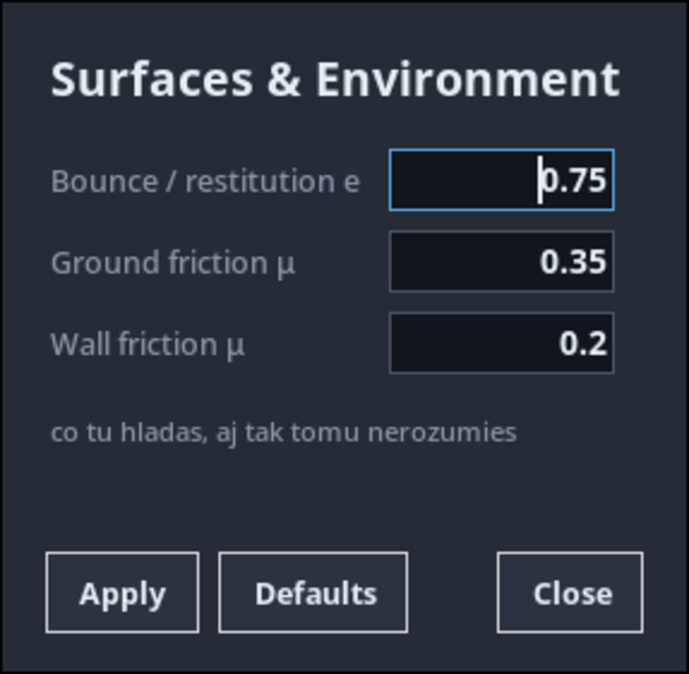 Surfaces & Environment
Bounce / restitution e 0.75
Ground friction μ 0.35
Wall friction μ 0.2
co tu hladas, aj tak tomu nerozumies
Apply Defaults Close